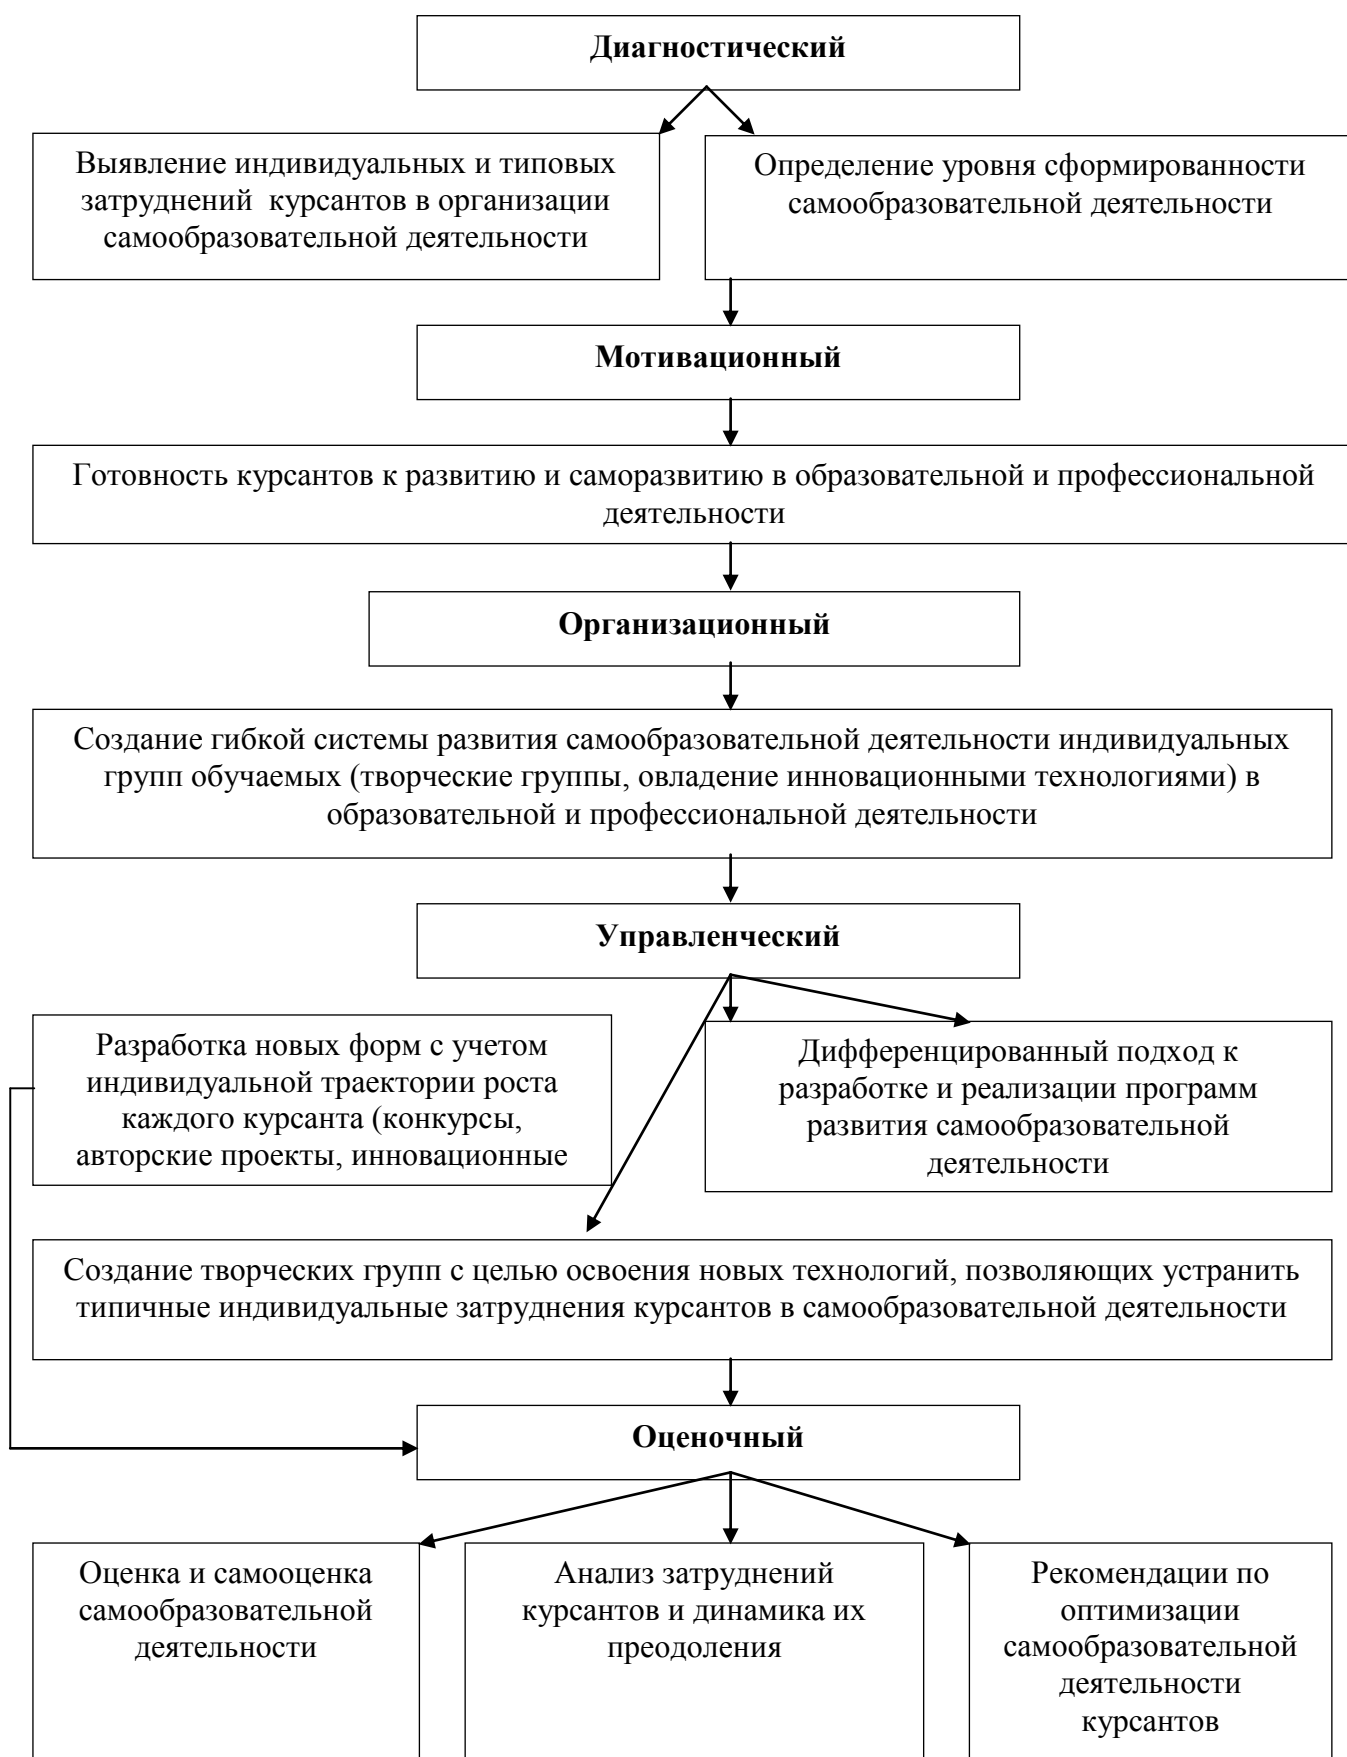 Диагностический
Выявление индивидуальных и типовых
затруднений  курсантов в организации
самообразовательной деятельности
Определение уровня сформированности
самообразовательной деятельности
Мотивационный
Готовность курсантов к развитию и саморазвитию в образовательной и профессиональной
деятельности
Организационный
Создание гибкой системы развития самообразовательной деятельности индивидуальных
групп обучаемых (творческие группы, овладение инновационными технологиями) в
образовательной и профессиональной деятельности
Управленческий
Разработка новых форм с учетом
индивидуальной траектории роста
каждого курсанта (конкурсы,
авторские проекты, инновационные
Дифференцированный подход к
разработке и реализации программ
развития самообразовательной
деятельности
Создание творческих групп с целью освоения новых технологий, позволяющих устранить
типичные индивидуальные затруднения курсантов в самообразовательной деятельности
Оценочный
Оценка и самооценка
самообразовательной
деятельности
Анализ затруднений
курсантов и динамика их
преодоления
Рекомендации по
оптимизации
самообразовательной
деятельности
курсантов